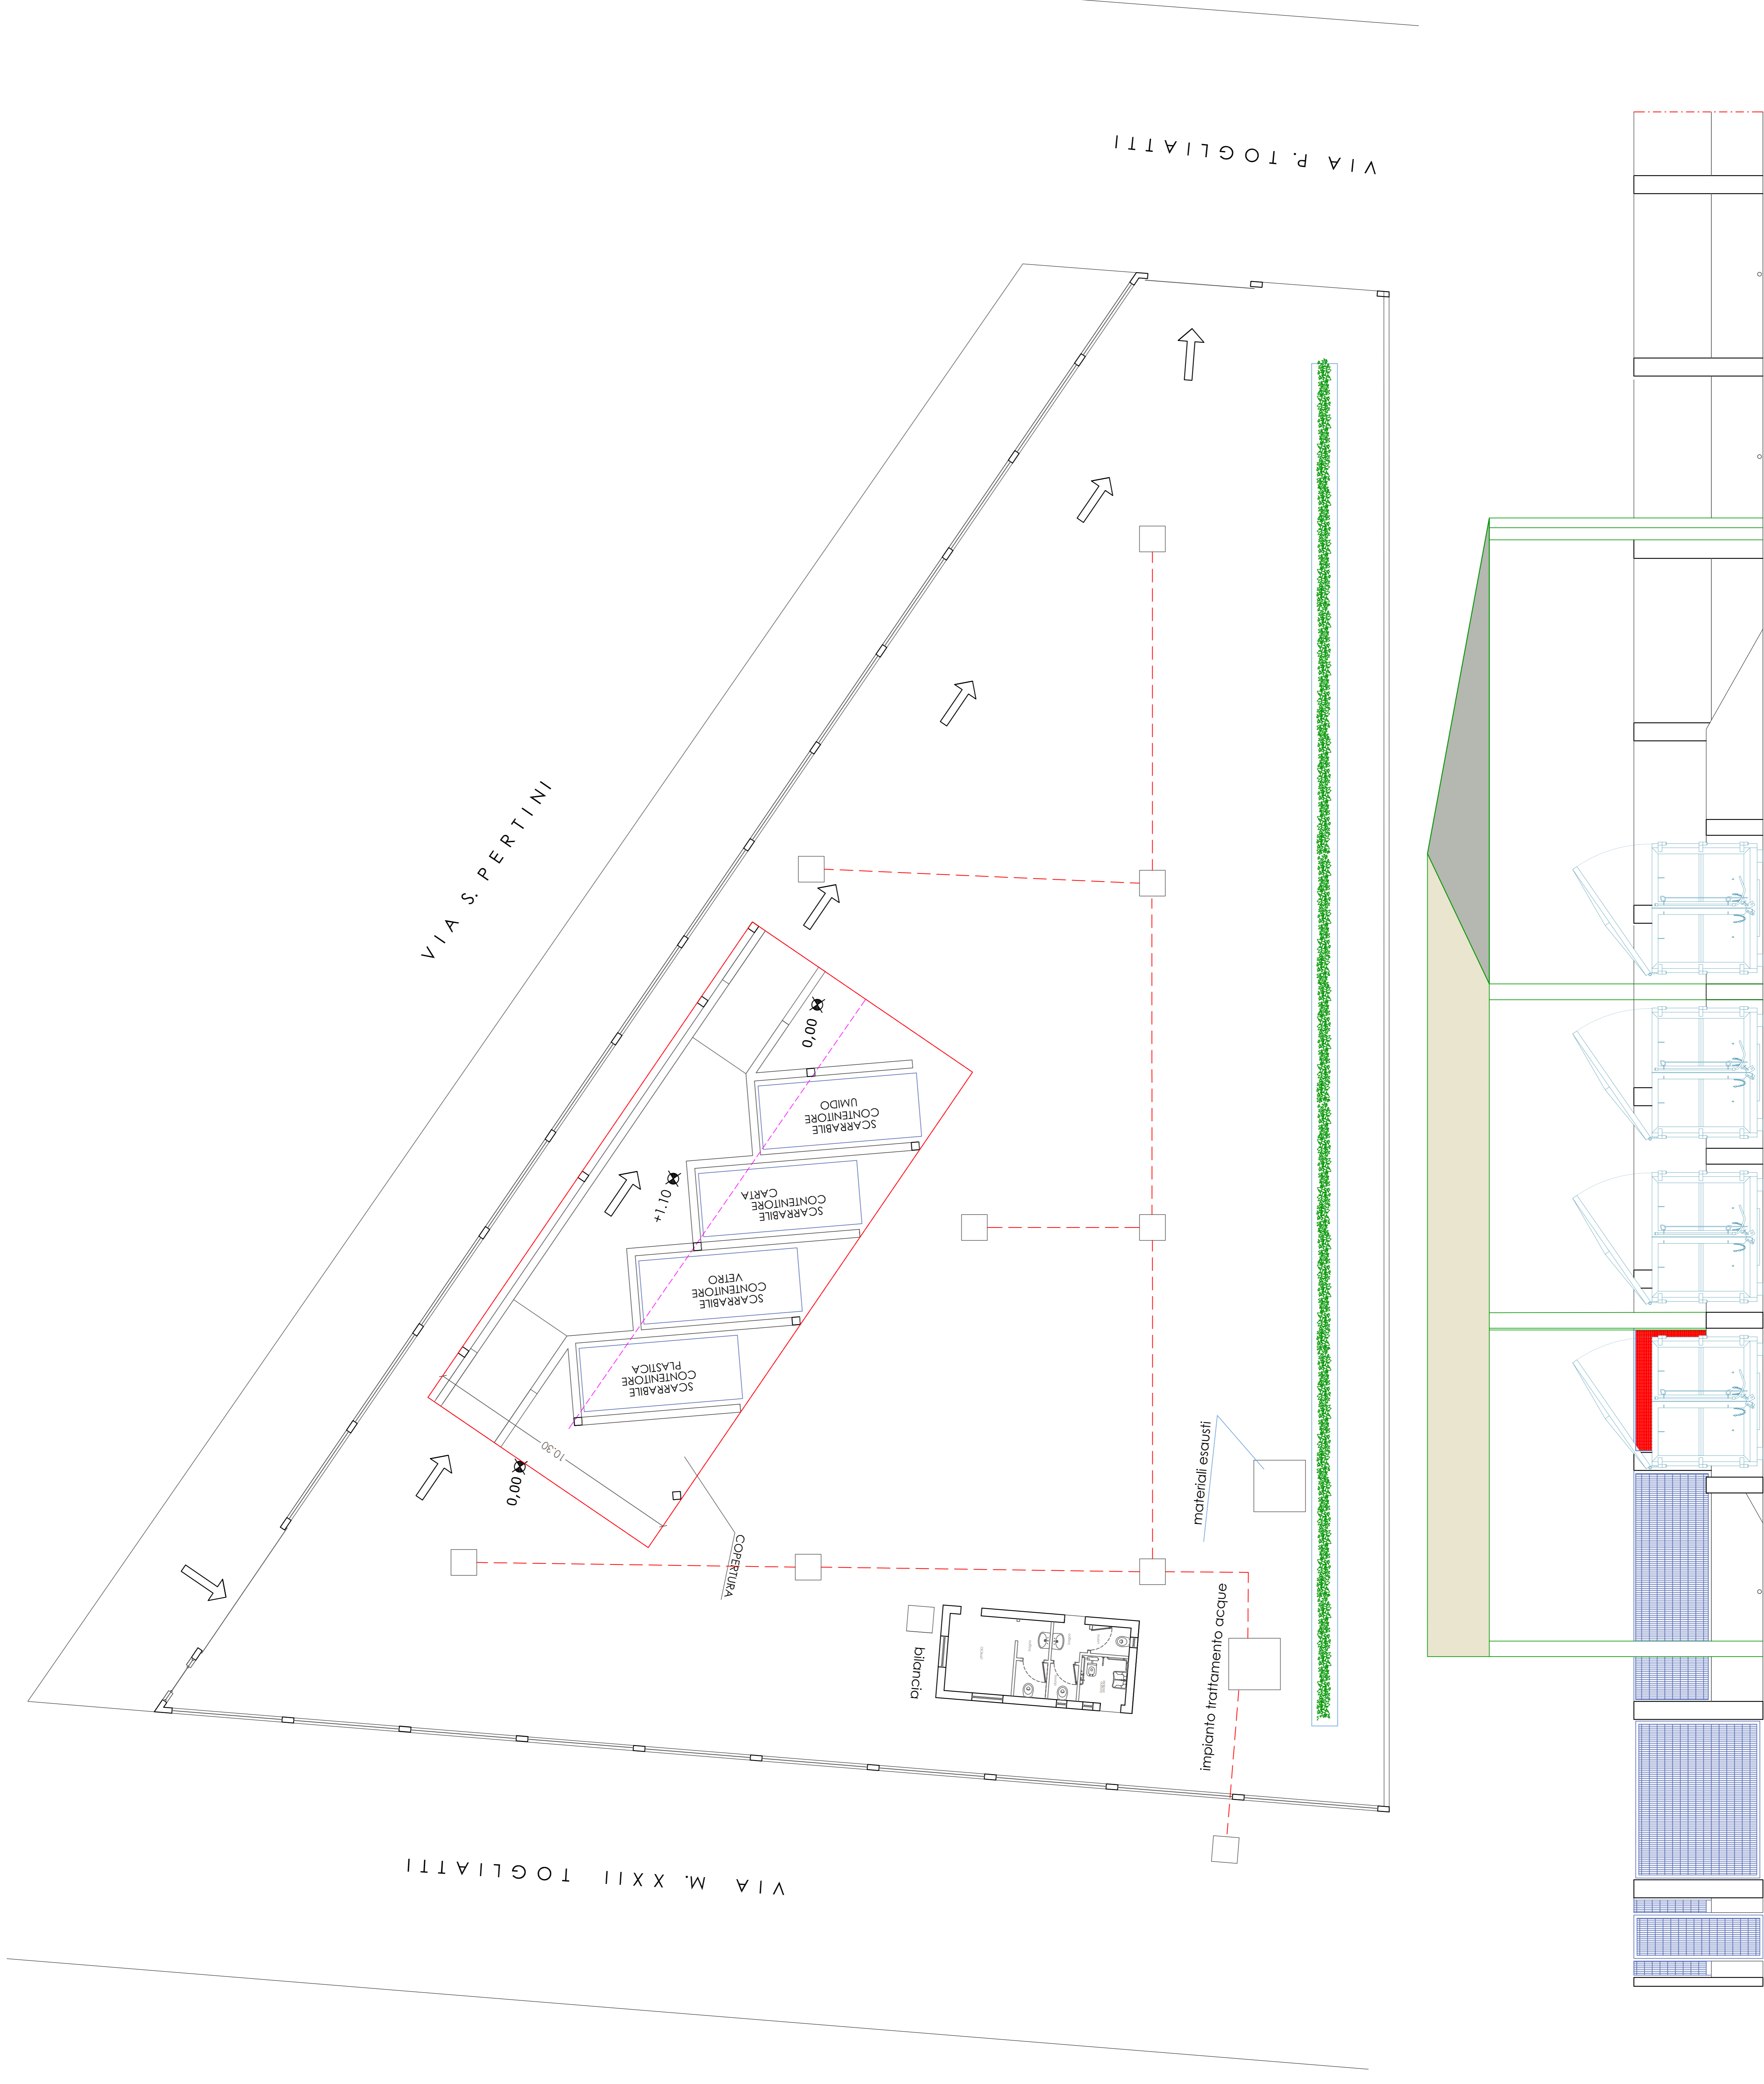 VIA P. TOGLIATTI
VIA S. PERTINI
0,00
SCARRABILE
CONTENITORE
UMIDO
+1.10
SCARRABILE
CONTENITORE
CARTA
SCARRABILE
CONTENITORE
VETRO
SCARRABILE
CONTENITORE
PLASTICA
10.30
0,00
COPERTURA
materiali esausti
bilancia
impianto trattamento acque
VIA M. XXIII TOGLIATTI